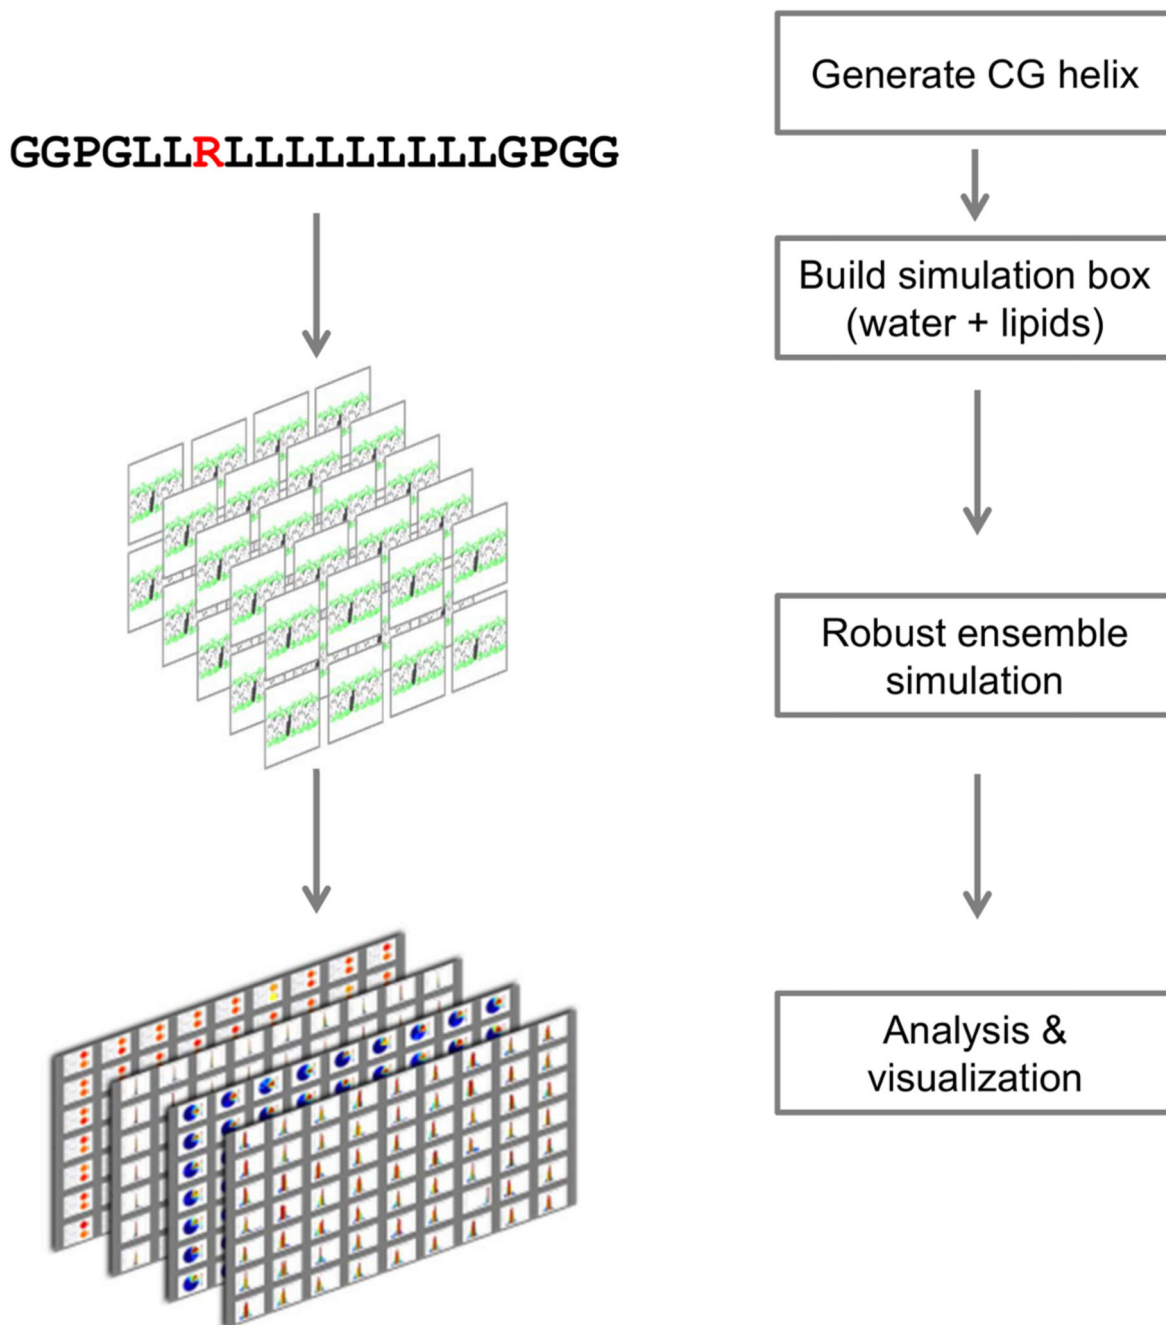 Generate CG helix
GGPGLLRLLLLLLLLLGPGG
Build simulation box
(water + lipids)
Robust ensemble
simulation
Analysis &
visualization